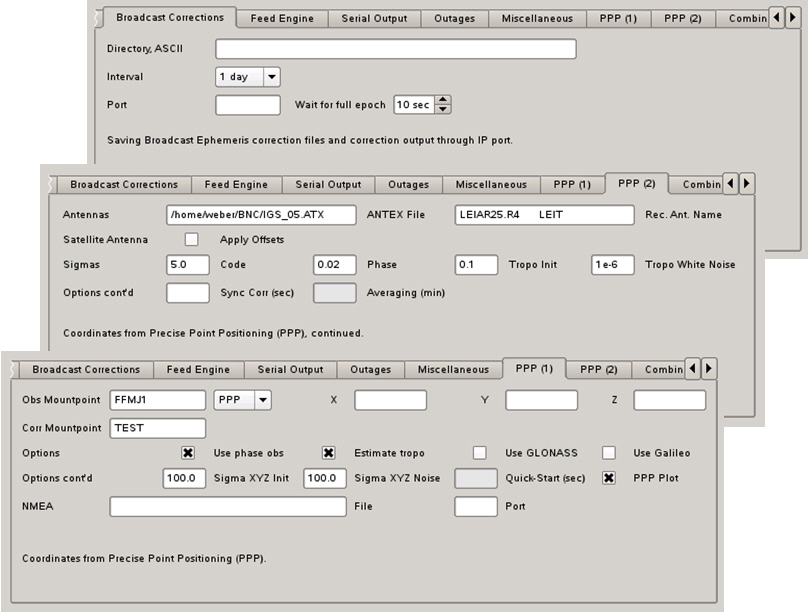 Broadcast Corrections Feed Engine Serial Output Outages Miscellaneous PPP (1) PPP (2) Combin
Directory, ASCII
Interval 1 day
Port Wait for full epoch 10 sec
Saving Broadcast Ephemeris correction files and correction output through IP port.
Broadcast Corrections Feed Engine Serial Output Outages Miscellaneous PPP (1) PPP (2) Combin
Antennas /home/weber/BNC/IGS_05.ATX ANTEX File LEIAR25.R4 LEIT Rec. Ant. Name
Satellite Antenna Apply Offsets
Sigmas 5.0 Code 0.02 Phase 0.1 Tropo Init 1e-6 Tropo White Noise
Options cont'd Sync Corr (sec) Averaging (min)
Coordinates from Precise Point Positioning (PPP), continued.
Broadcast Corrections Feed Engine Serial Output Outages Miscellaneous PPP (1) PPP (2) Combin
Obs Mountpoint FFMJ1 PPP X Y Z
Corr Mountpoint TEST
Options Use phase obs Estimate tropo Use GLONASS Use Galileo
Options cont'd 100.0 Sigma XYZ Init 100.0 Sigma XYZ Noise Quick-Start (sec) PPP Plot
NMEA File Port
Coordinates from Precise Point Positioning (PPP).